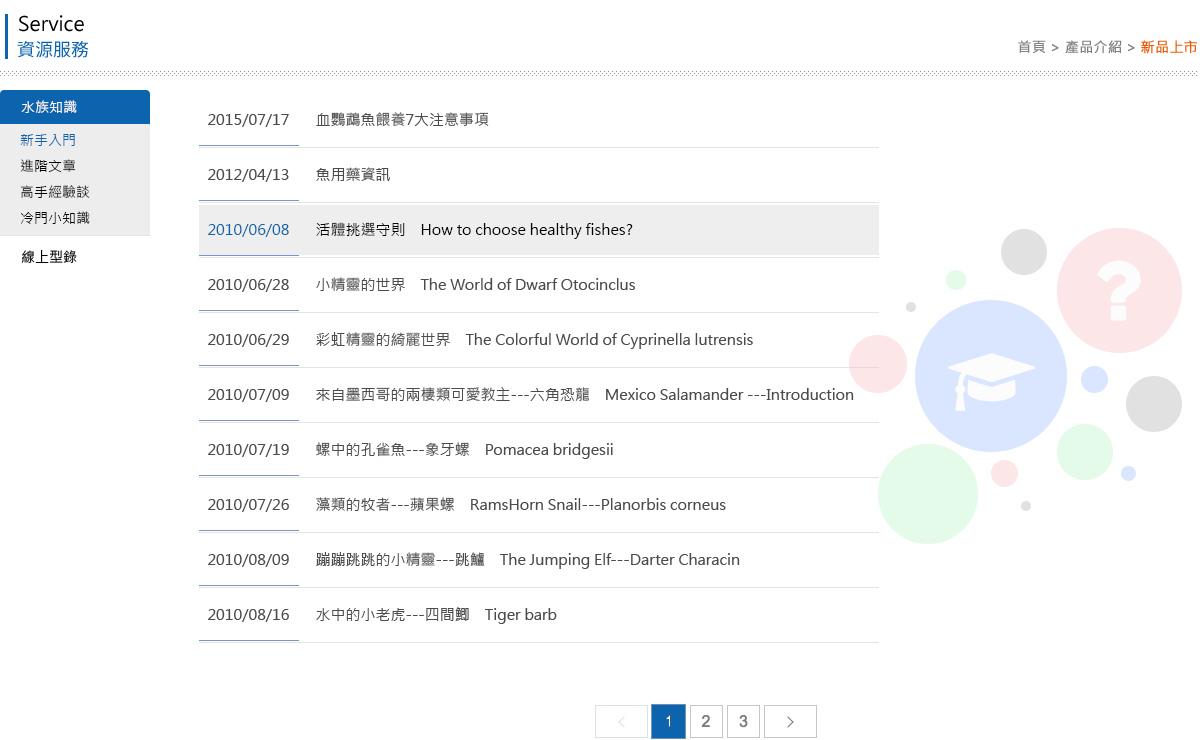 Service
資源服務
首頁 > 產品介紹 > 新品上市
水族知識
新手入門
進階文章
高手經驗談
冷門小知識
線上型錄
2015/07/17 血鸚鵡魚餵養7大注意事項
2012/04/13 魚用藥資訊
2010/06/08 活體挑選守則 How to choose healthy fishes?
2010/06/28 小精靈的世界 The World of Dwarf Otocinclus
2010/06/29 彩虹精靈的綺麗世界 The Colorful World of Cyprinella lutrensis
2010/07/09 來自墨西哥的兩棲類可愛教主---六角恐龍 Mexico Salamander ---Introduction
2010/07/19 螺中的孔雀魚---象牙螺 Pomacea bridgesii
2010/07/26 藻類的牧者---蘋果螺 RamsHorn Snail---Planorbis corneus
2010/08/09 蹦蹦跳跳的小精靈---跳鱸 The Jumping Elf---Darter Characin
2010/08/16 水中的小老虎---四間鯽 Tiger barb
?
< 1 2 3 >